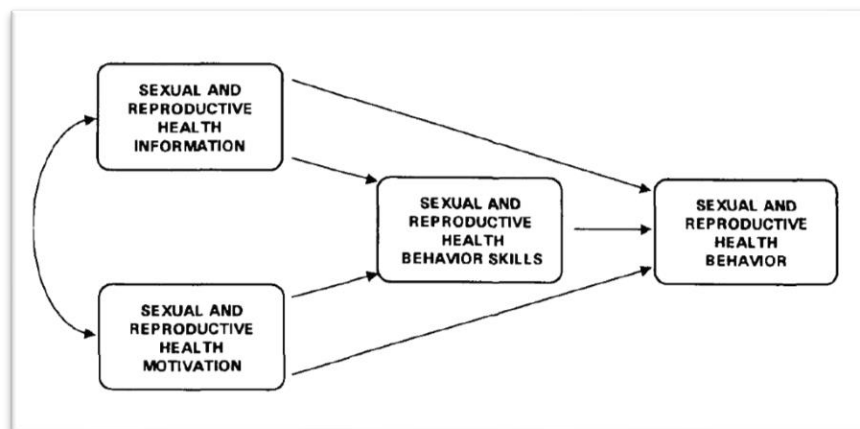 SEXUAL AND
REPRODUCTIVE
HEALTH
INFORMATION
SEXUAL AND
REPRODUCTIVE
HEALTH
BEHAVIOR SKILLS
SEXUAL AND
REPRODUCTIVE
HEALTH
BEHAVIOR
SEXUAL AND
REPRODUCTIVE
HEALTH
MOTIVATION